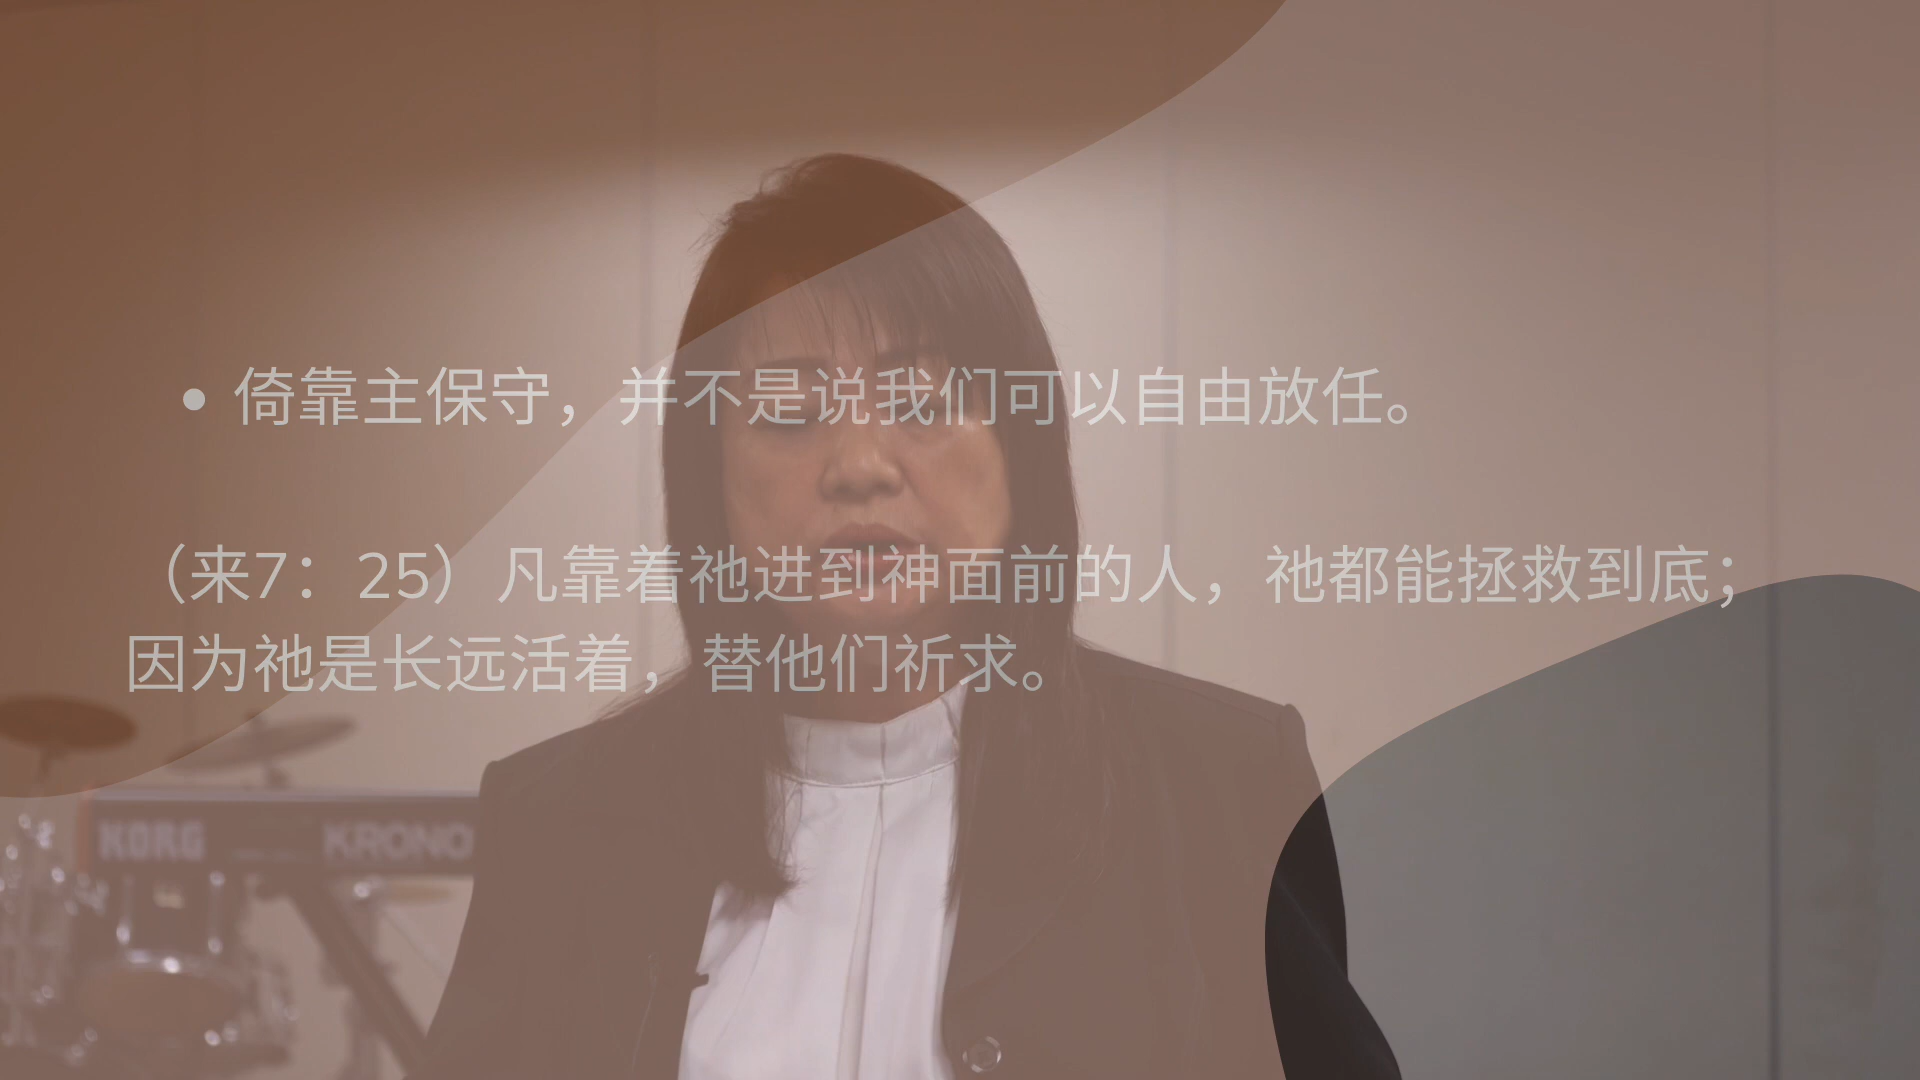 • 倚靠主保守，并不是说我们可以自由放任。
（来7：25）凡靠着祂进到神面前的人，祂都能拯救到底；
因为祂是长远活着，替他们祈求。
KORG KRONO